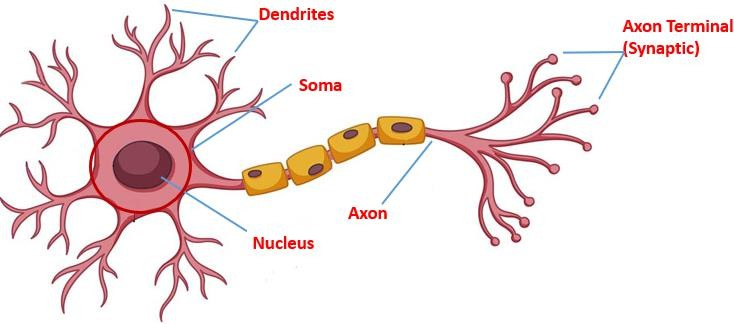 Dendrites
Axon Terminal
(Synaptic)
Soma
Axon
Nucleus